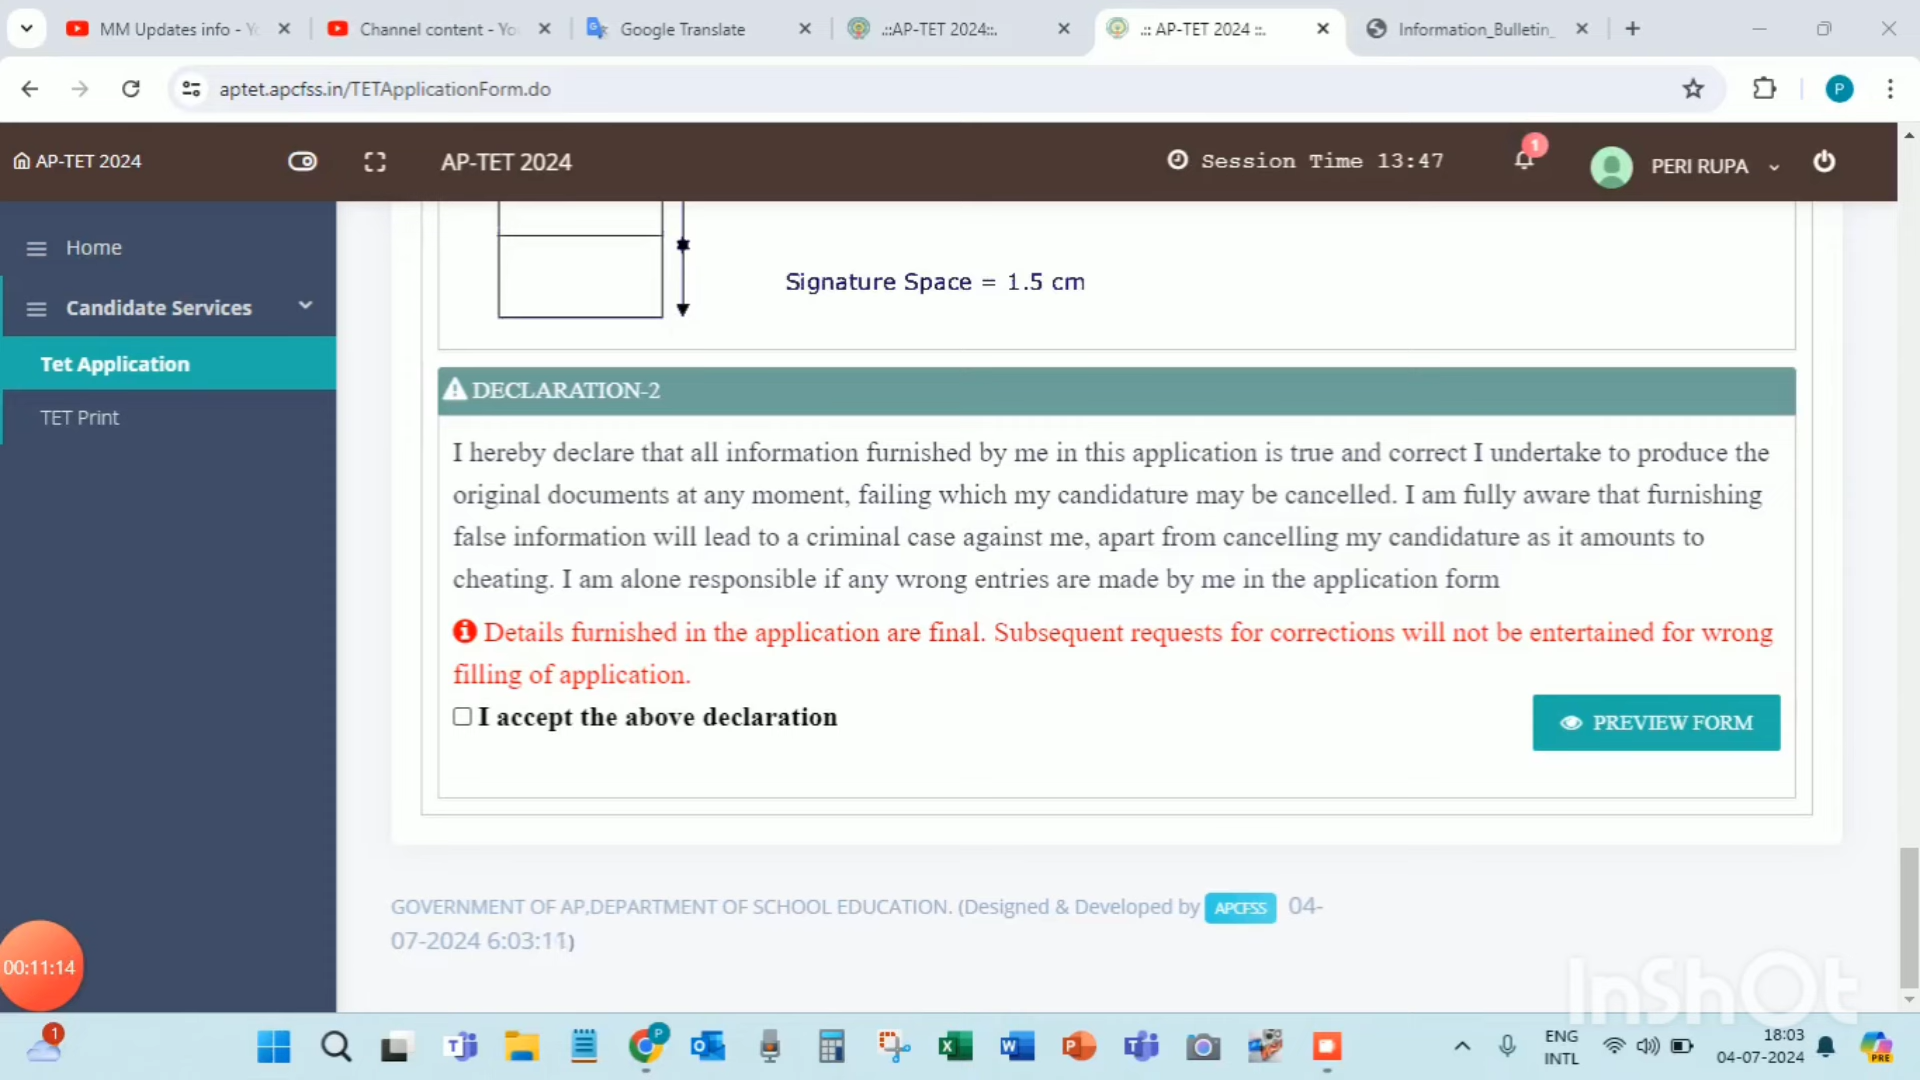 MM Updates info - Yo
Channel content - Yo
Google Translate
.::AP-TET 2024::.
.:: AP-TET 2024 ::.
Information_Bulletin_
aptet.apcfss.in/TETApplicationForm.do
P
AP-TET 2024
AP-TET 2024
Session Time 13:47
1
PERI RUPA
Home
Candidate Services
Tet Application
TET Print
Signature Space = 1.5 cm
DECLARATION-2
I hereby declare that all information furnished by me in this application is true and correct I undertake to produce the
original documents at any moment, failing which my candidature may be cancelled. I am fully aware that furnishing
false information will lead to a criminal case against me, apart from cancelling my candidature as it amounts to
cheating. I am alone responsible if any wrong entries are made by me in the application form
Details furnished in the application are final. Subsequent requests for corrections will not be entertained for wrong
filling of application.
I accept the above declaration
PREVIEW FORM
GOVERNMENT OF AP,DEPARTMENT OF SCHOOL EDUCATION. (Designed & Developed by APCFSS 04-
07-2024 6:03:11)
00:11:14
InShOt
1
P
ENG
INTL
18:03
04-07-2024
PRE